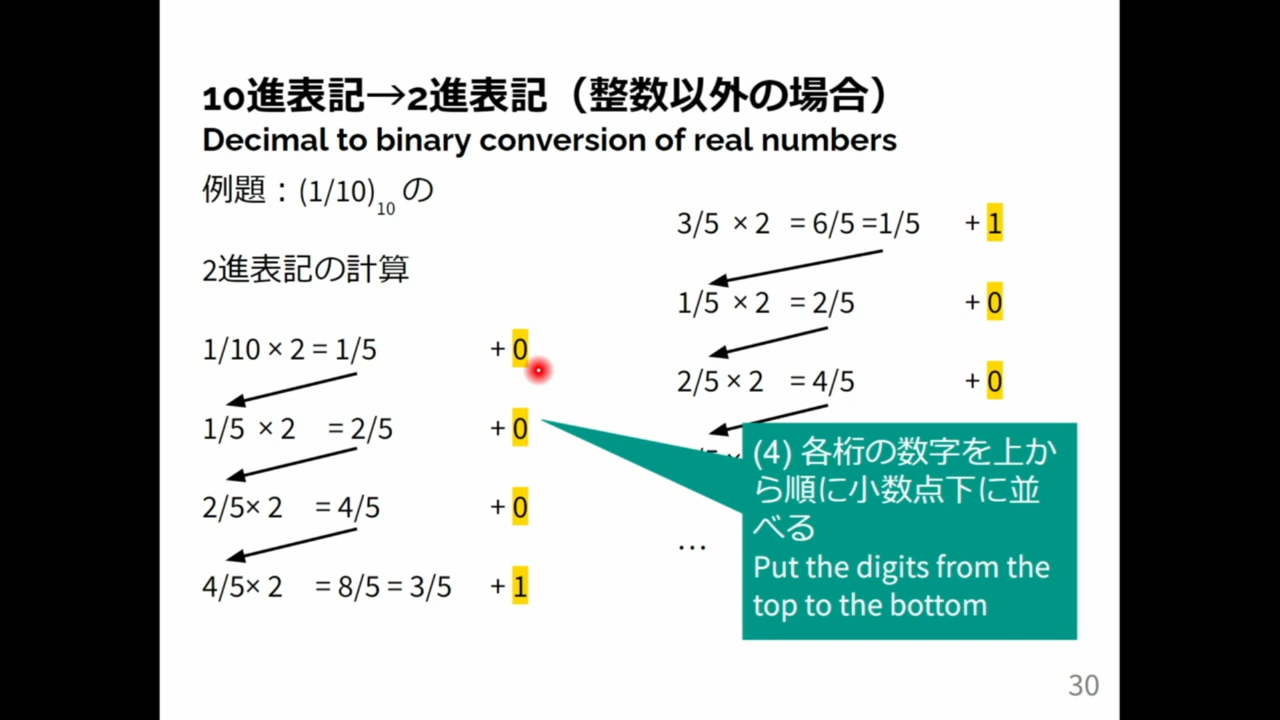 10進表記→2進表記（整数以外の場合）
Decimal to binary conversion of real numbers
例題：(1/10)10 の
2進表記の計算
1/10 × 2 = 1/5 + 0
1/5 × 2 = 2/5 + 0
2/5× 2 = 4/5 + 0
4/5× 2 = 8/5 = 3/5 + 1
3/5 × 2 = 6/5 =1/5 + 1
1/5 × 2 = 2/5 + 0
2/5 × 2 = 4/5 + 0
…
(4) 各桁の数字を上か
ら順に小数点下に並
べる
Put the digits from the
top to the bottom
30